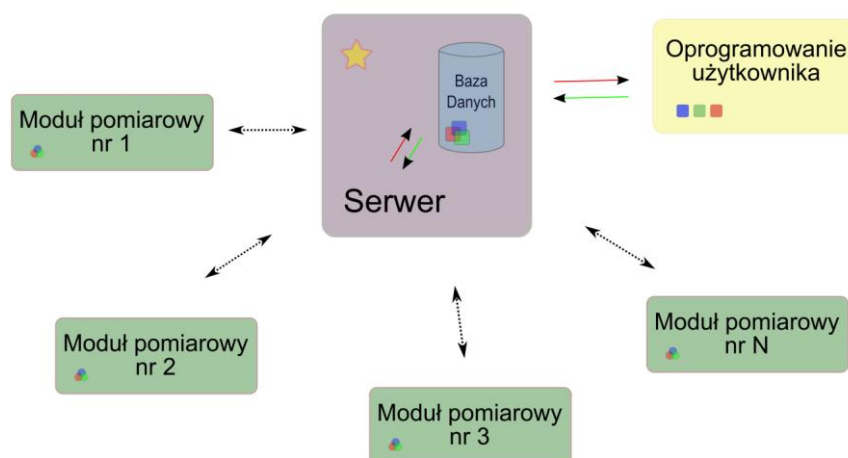 Baza
Danych
Serwer
Oprogramowanie
użytkownika
Moduł pomiarowy
nr 1
Moduł pomiarowy
nr 2
Moduł pomiarowy
nr 3
Moduł pomiarowy
nr N